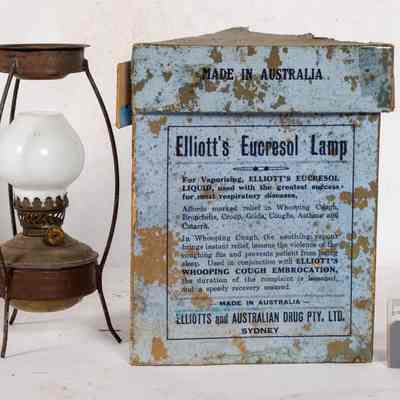 MADE IN AUSTRALIA
Elliott's Eucresol Lamp
For Vaporising, ELLIOTT'S EUCRESOL
LIQUID, used with the greatest success
for most respiratory diseases.
Affords marked relief in Whooping Cough,
Bronchitis, Croup, Colds, Coughs, Asthma and
Catarrh.
In Whooping Cough, the soothing vapour
brings instant relief, lessens the violence of the
coughing fits and prevents patient from losing
sleep. Used in conjunction with ELLIOTT'S
WHOOPING COUGH EMBROCATION,
the duration of the complaint is lessened,
and a speedy recovery ensured.
MADE IN AUSTRALIA —
ELLIOTTS and AUSTRALIAN DRUG PTY. LTD.
SYDNEY